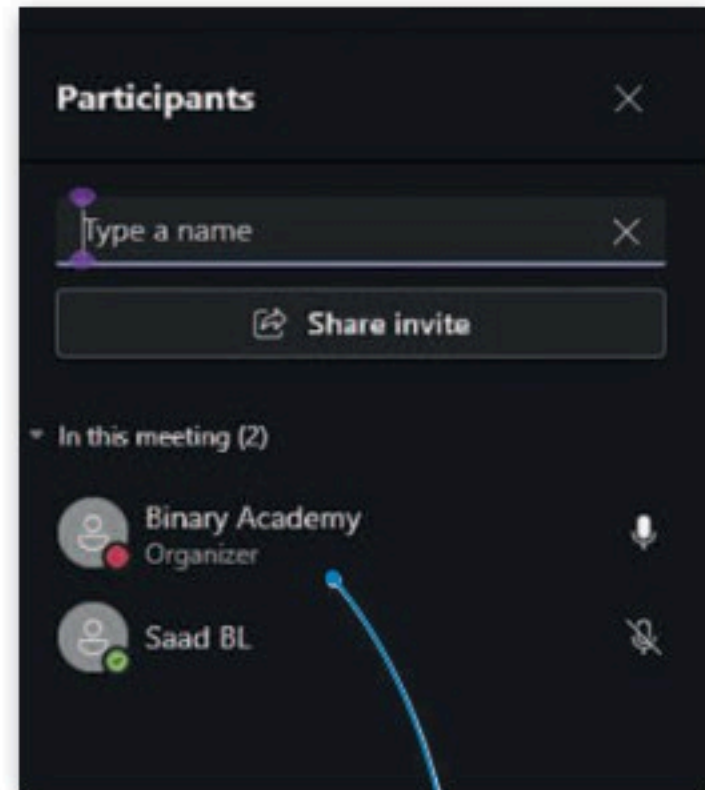 Participants
Type a name
Share invite
In this meeting (2)
Binary Academy
Organizer
Saad BL